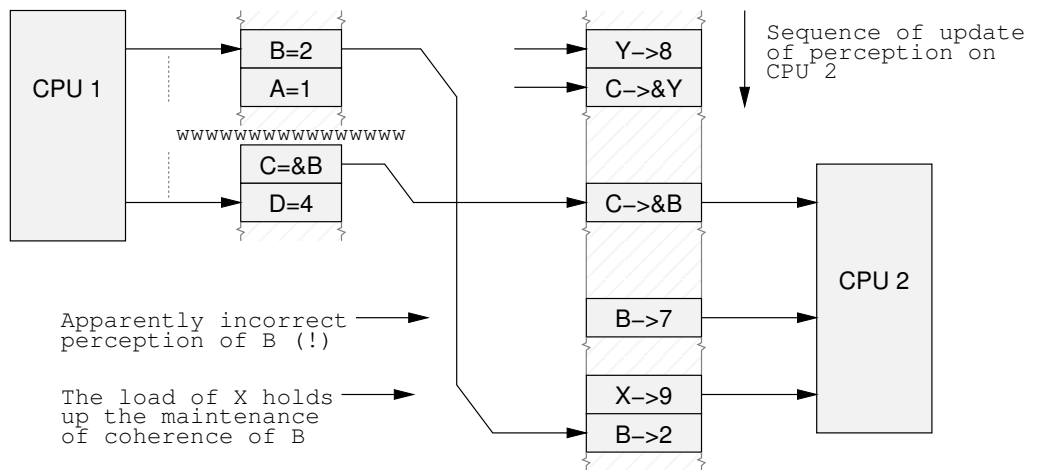 CPU 1
B=2
A=1
wwwwwwwwwwwwwwww
C=&B
D=4
Y->8
C->&Y
Sequence of update
of perception on
CPU 2
C->&B
B->7
X->9
B->2
CPU 2
Apparently incorrect
perception of B (!)
The load of X holds
up the maintenance
of coherence of B